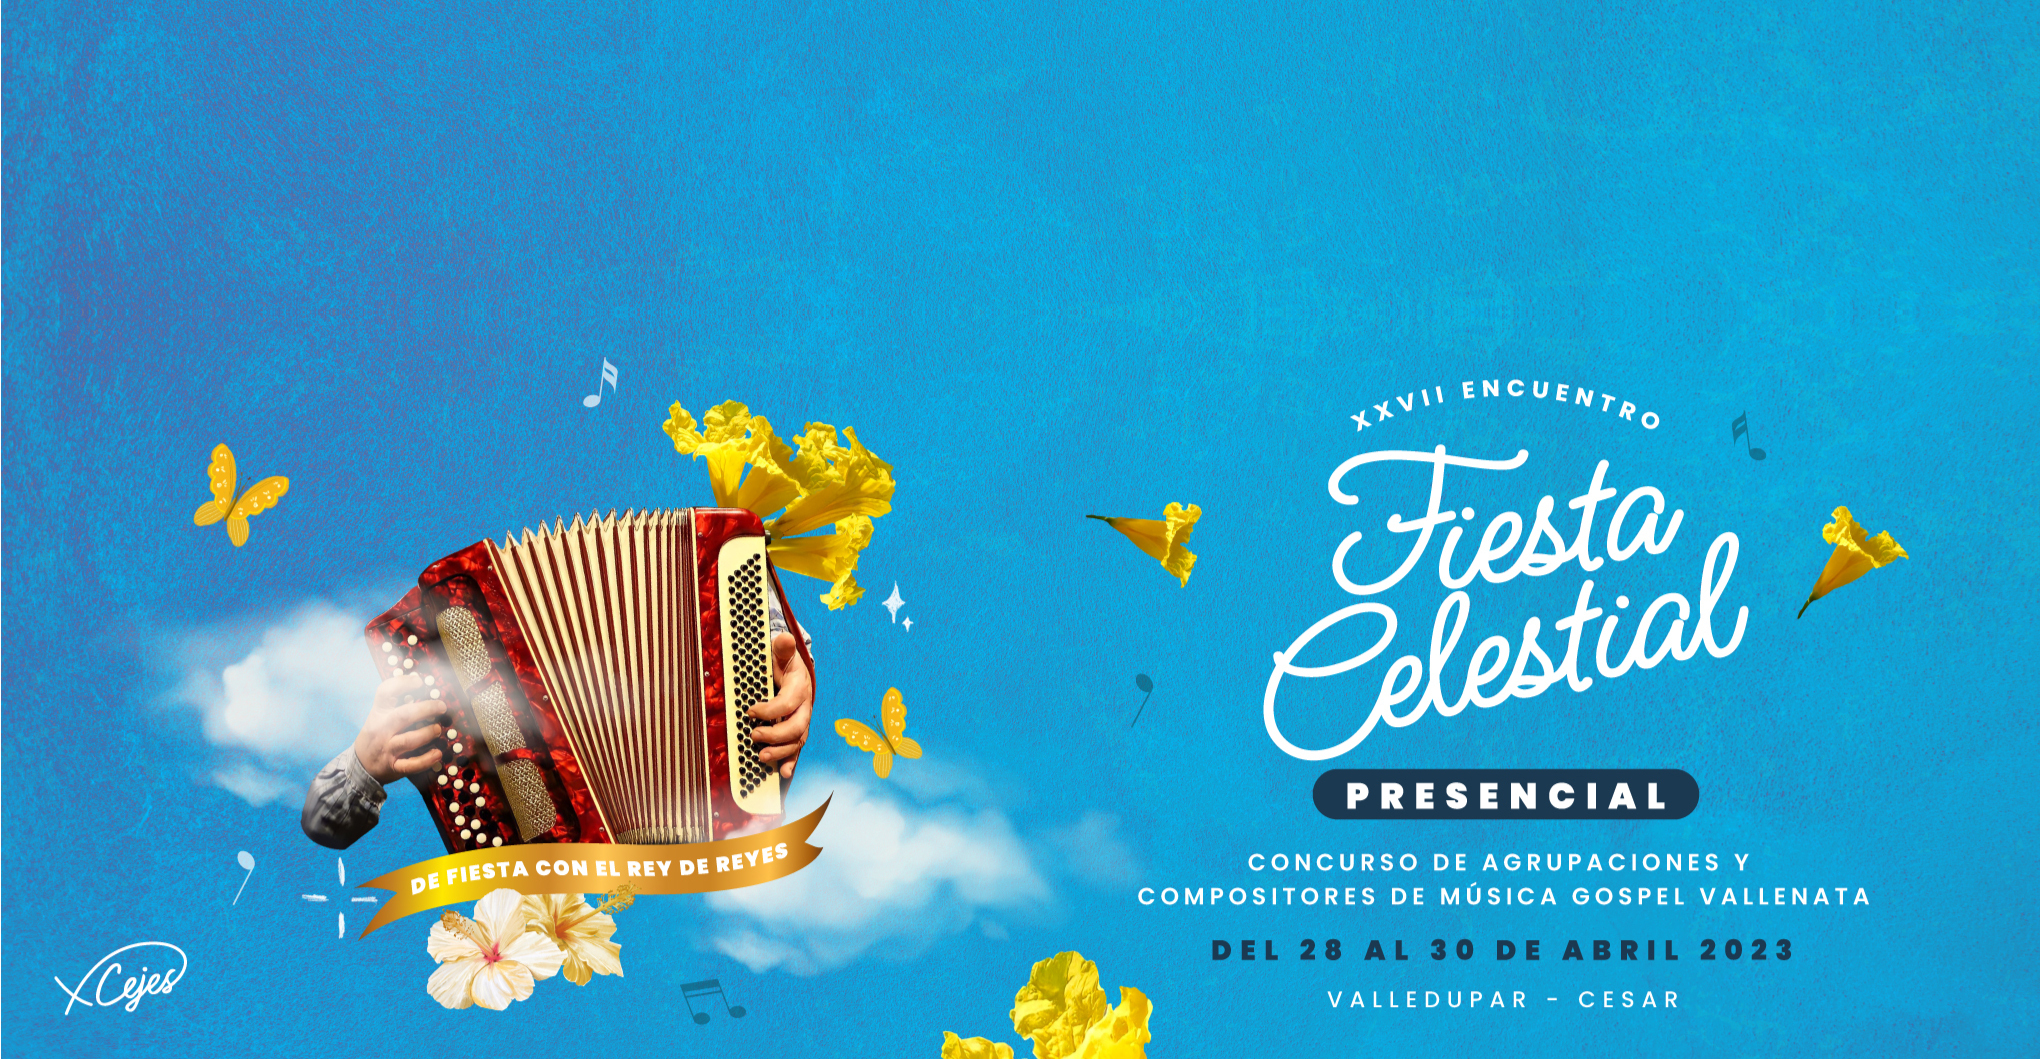 XXVII ENCUENTRO
Fiesta
Celestial
PRESENCIAL
CONCURSO DE AGRUPACIONES Y
COMPOSITORES DE MÚSICA GOSPEL VALLENATA
DEL 28 AL 30 DE ABRIL 2023
VALLEDUPAR - CESAR
DE FIESTA CON EL REY DE REYES
Cejes